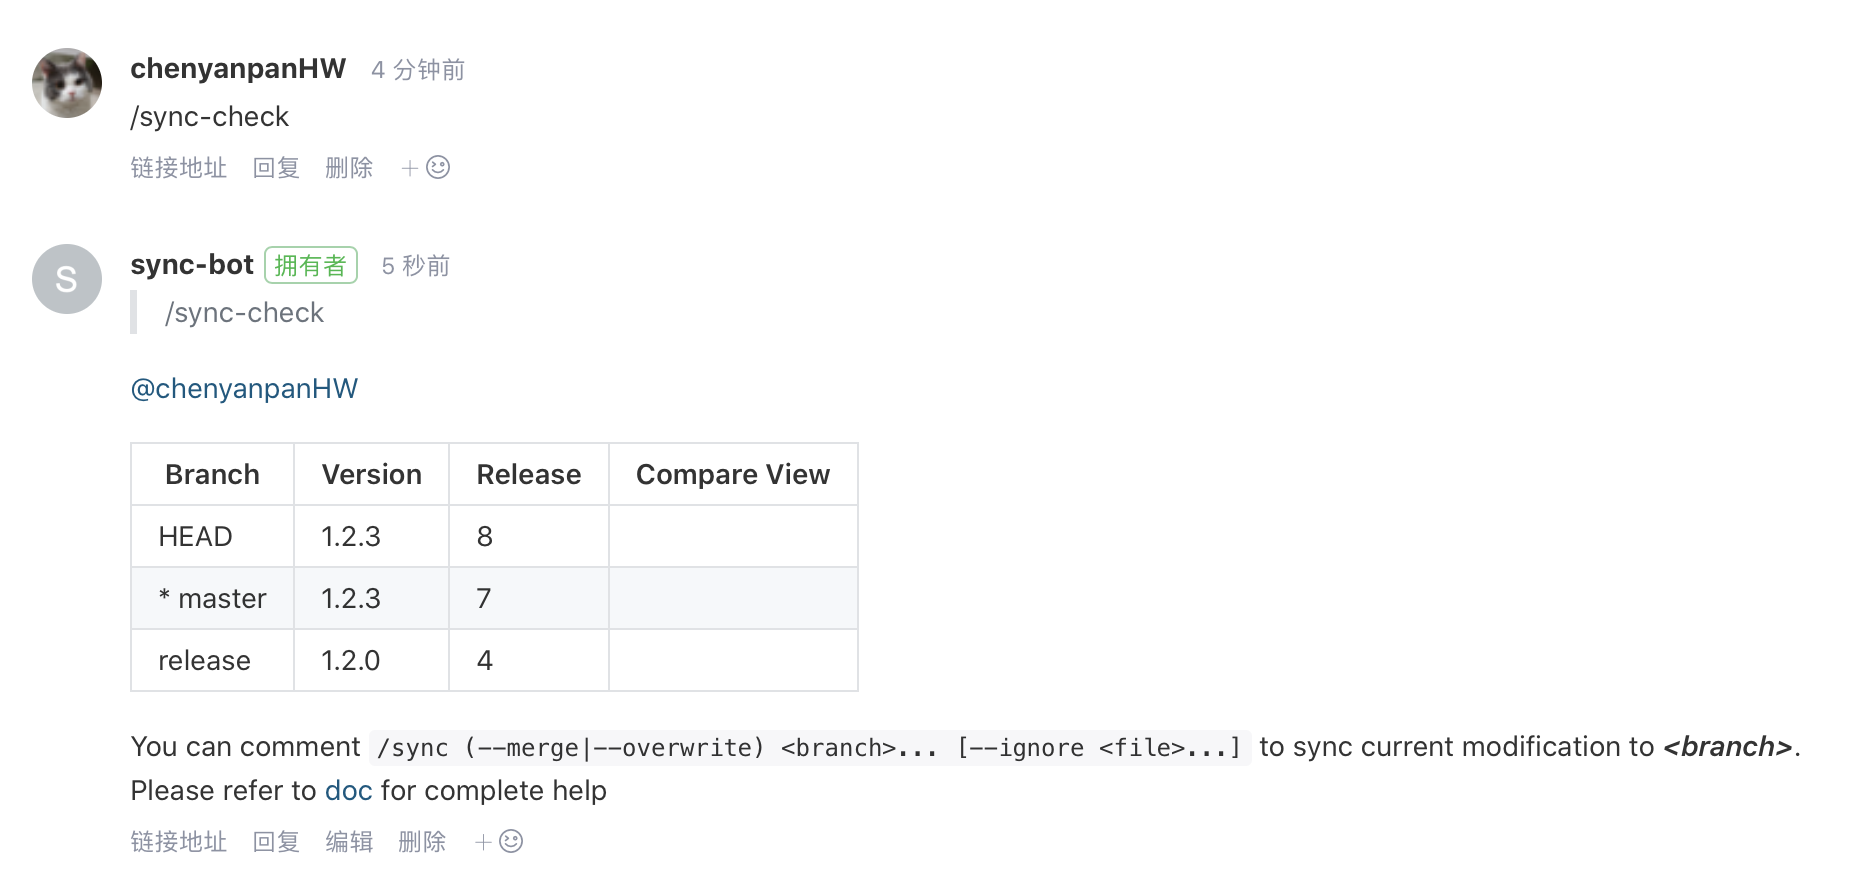 chenyanpanHW 4 分钟前
/sync-check
链接地址 回复 删除 +
S
sync-bot 拥有者 5 秒前
/sync-check
@chenyanpanHW
Branch Version Release Compare View
HEAD 1.2.3 8
* master 1.2.3 7
release 1.2.0 4
You can comment /sync (--merge|--overwrite) <branch>... [--ignore <file>...] to sync current modification to <branch>.
Please refer to doc for complete help
链接地址 回复 编辑 删除 +